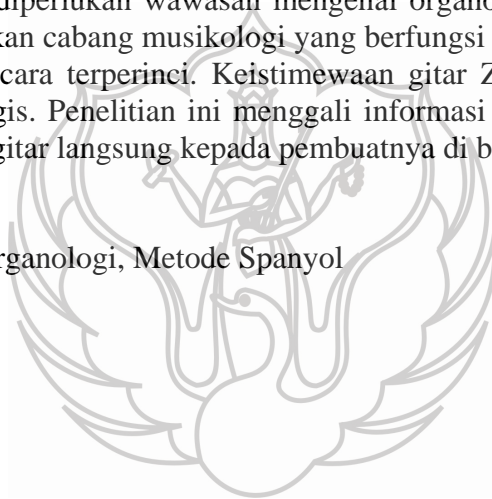 diperlukan wawasan mengenai
kan cabang musikologi yang berfungsi
cara terperinci. Keistimewaan gitar
gis. Penelitian ini menggali informasi
gitar langsung kepada pembuatnya di
rganologi, Metode Spanyol